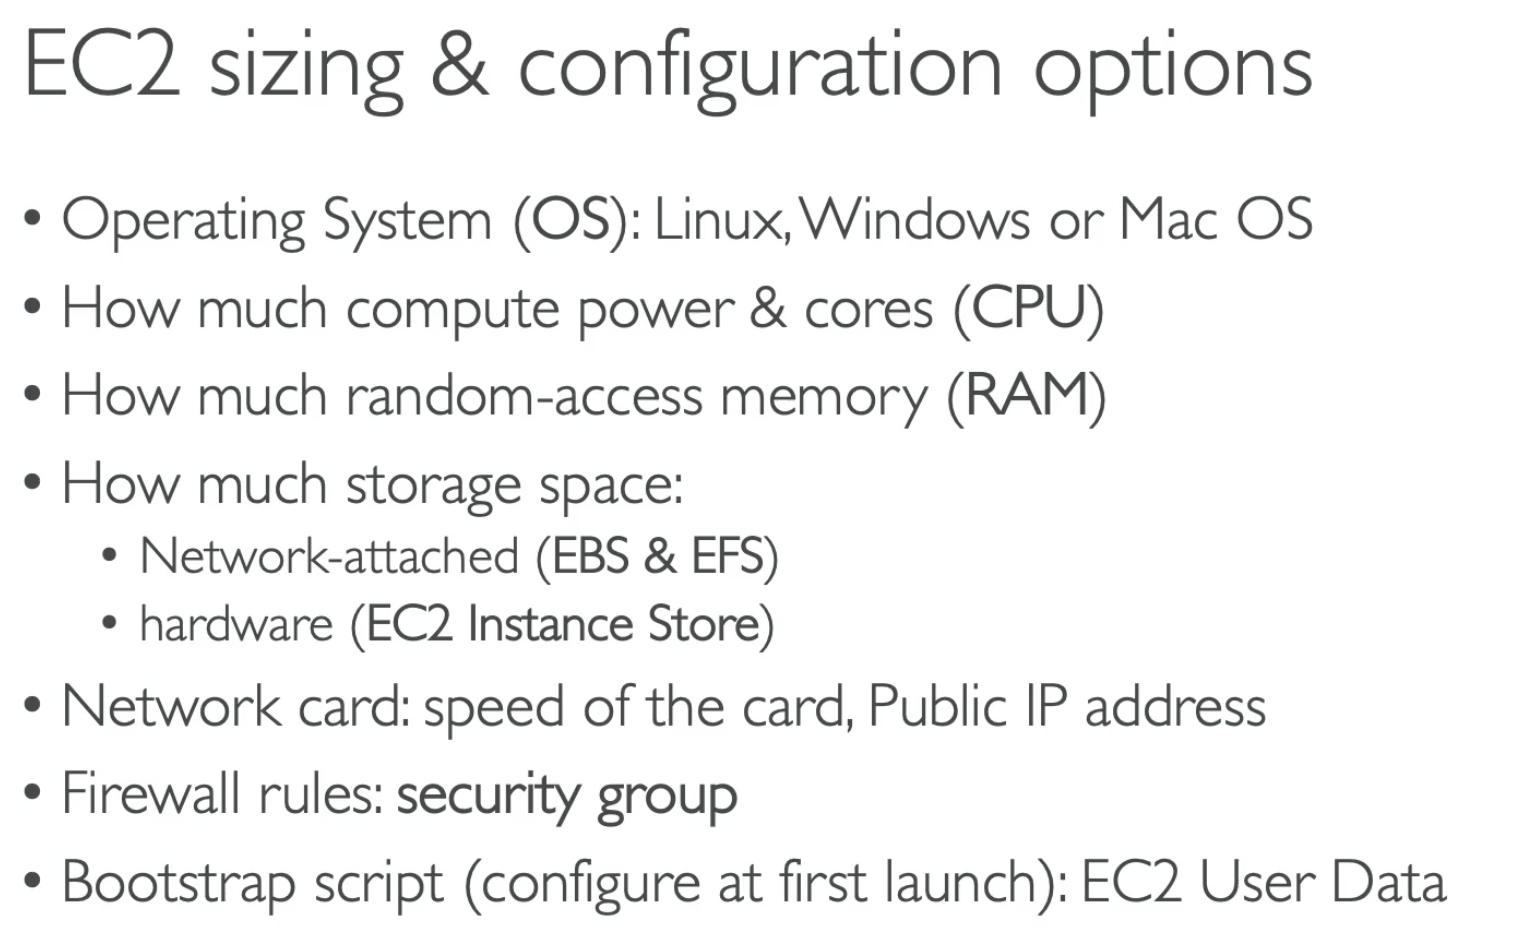 EC2 sizing & configuration options
• Operating System (OS): Linux, Windows or Mac OS
• How much compute power & cores (CPU)
• How much random-access memory (RAM)
• How much storage space:
• Network-attached (EBS & EFS)
• hardware (EC2 Instance Store)
• Network card: speed of the card, Public IP address
• Firewall rules: security group
• Bootstrap script (configure at first launch): EC2 User Data